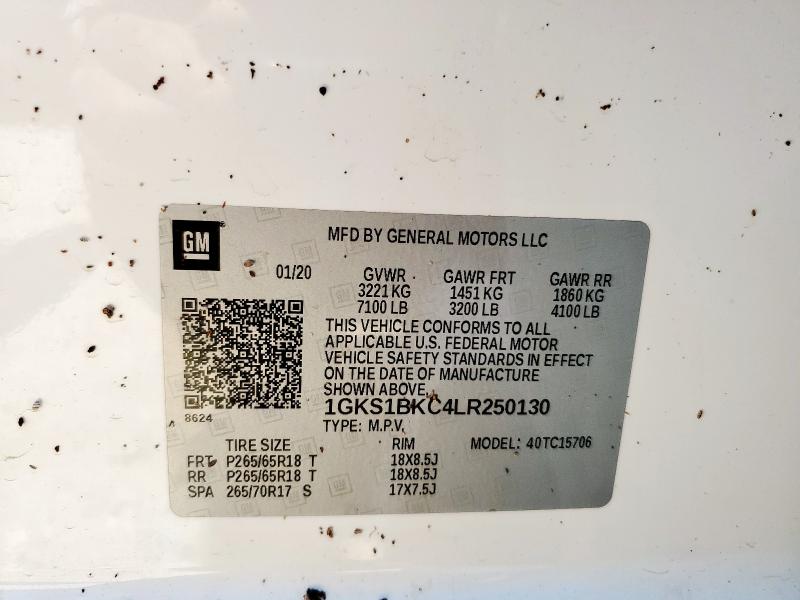 GM
MFD BY GENERAL MOTORS LLC
01/20
GVWR GAWR FRT GAWR RR
3221 KG 1451 KG 1860 KG
7100 LB 3200 LB 4100 LB
THIS VEHICLE CONFORMS TO ALL
APPLICABLE U.S. FEDERAL MOTOR
VEHICLE SAFETY STANDARDS IN EFFECT
ON THE DATE OF MANUFACTURE
SHOWN ABOVE.
8624
1GKS1BKC4LR250130
TYPE: M.P.V.
TIRE SIZE RIM MODEL: 40TC15706
FRT P265/65R18 T 18X8.5J
RR P265/65R18 T 18X8.5J
SPA 265/70R17 S 17X7.5J